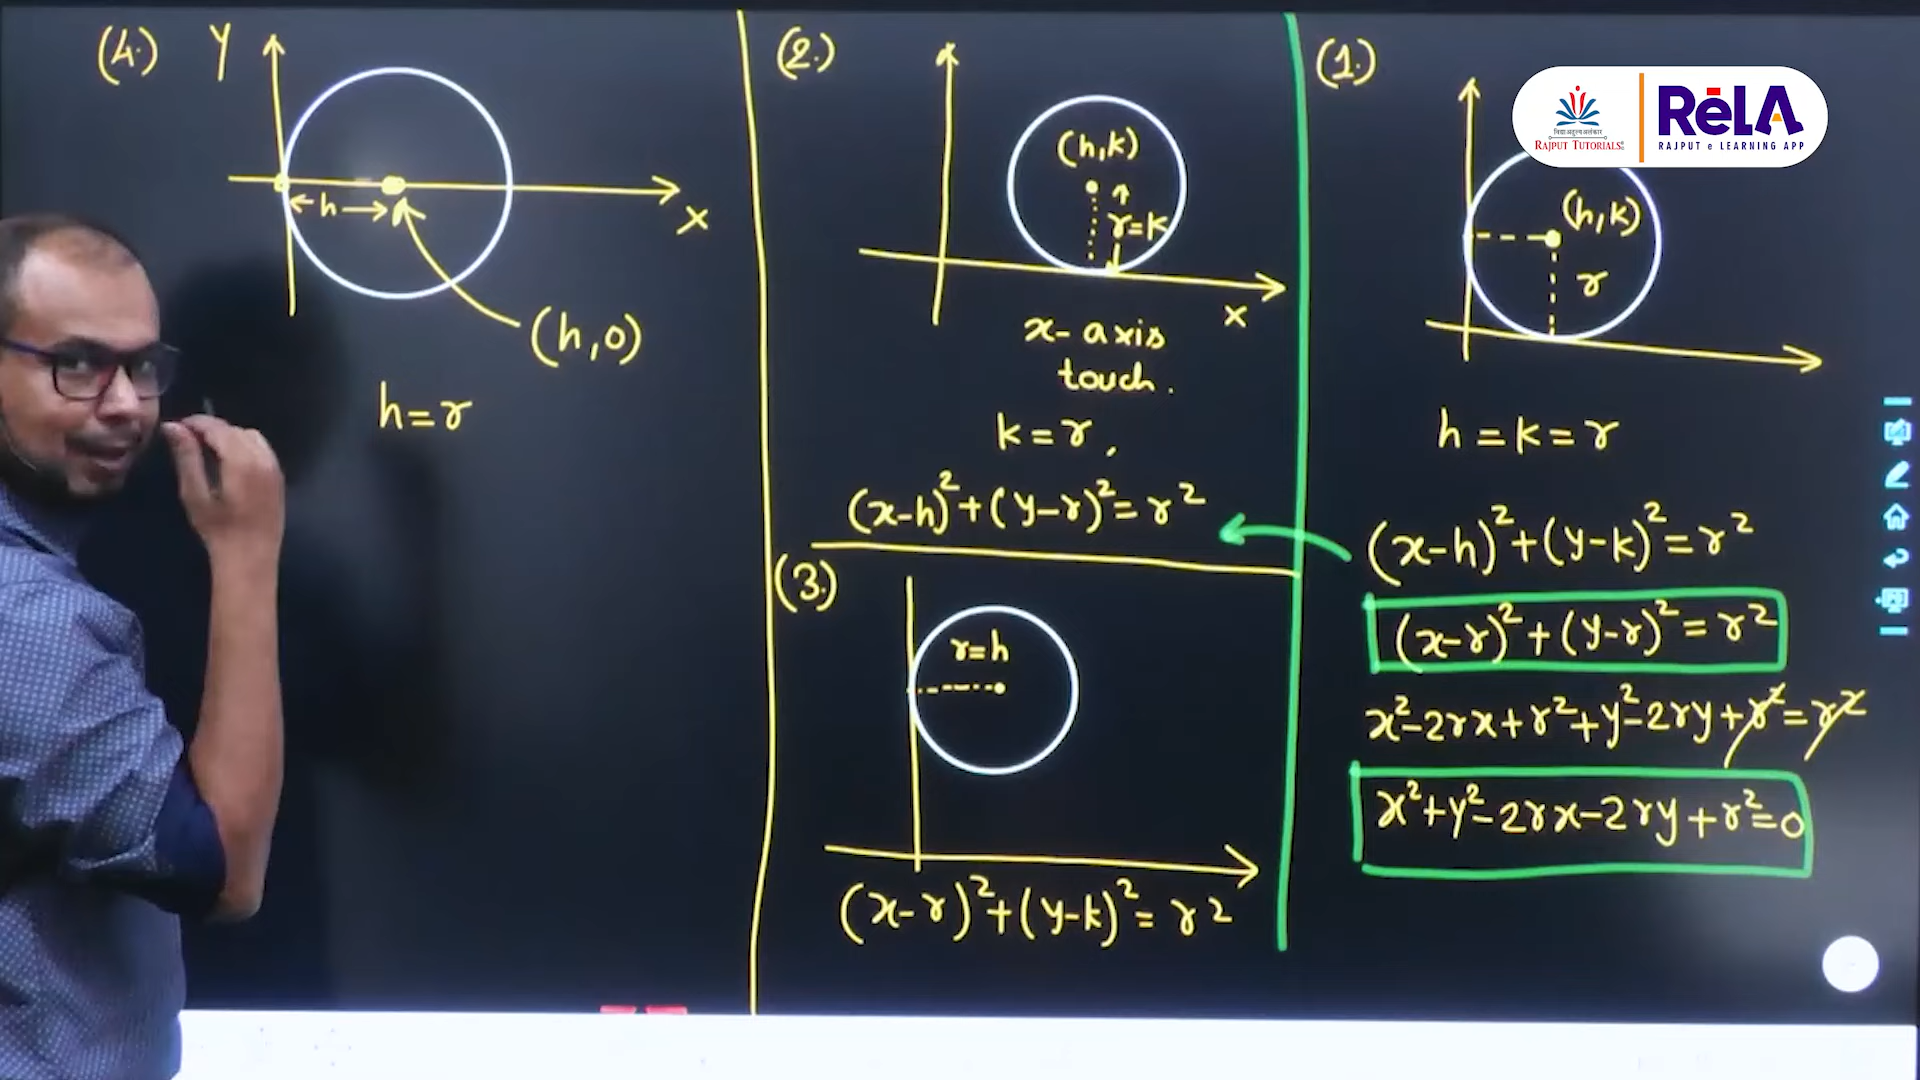 (4.)
Y
h
X
(h,0)
h=r
(2.)
(h,k)
r=k
x
x-axis
touch.
k=r,
(x-h)²+(y-r)²=r²
(3.)
r=h
(x-r)²+(y-k)²=r²
(1.)
RAJPUT TUTORIALS
RELA
RAJPUT e LEARNING APP
(h,k)
r
h=k=r
(x-h)²+(y-k)²=r²
(x-r)²+(y-r)²=r²
x²-2rx+r²+y²-2ry+r²=r²
x²+y²-2rx-2ry+r²=0